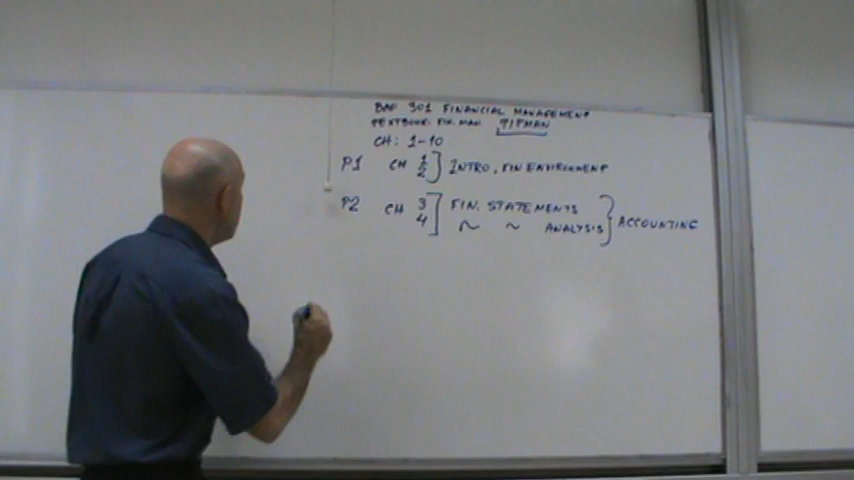 BAF 301 FINANCIAL MANAGEMENT
TEXTBOOK: FIN. MAN. TITMAN
CH: 1-10
P1 CH 1 2 INTRO, FIN ENVIRONMENT
P2 CH 3 FIN. STATEMENTS
4 ~ ~ ANALYSIS ACCOUNTING